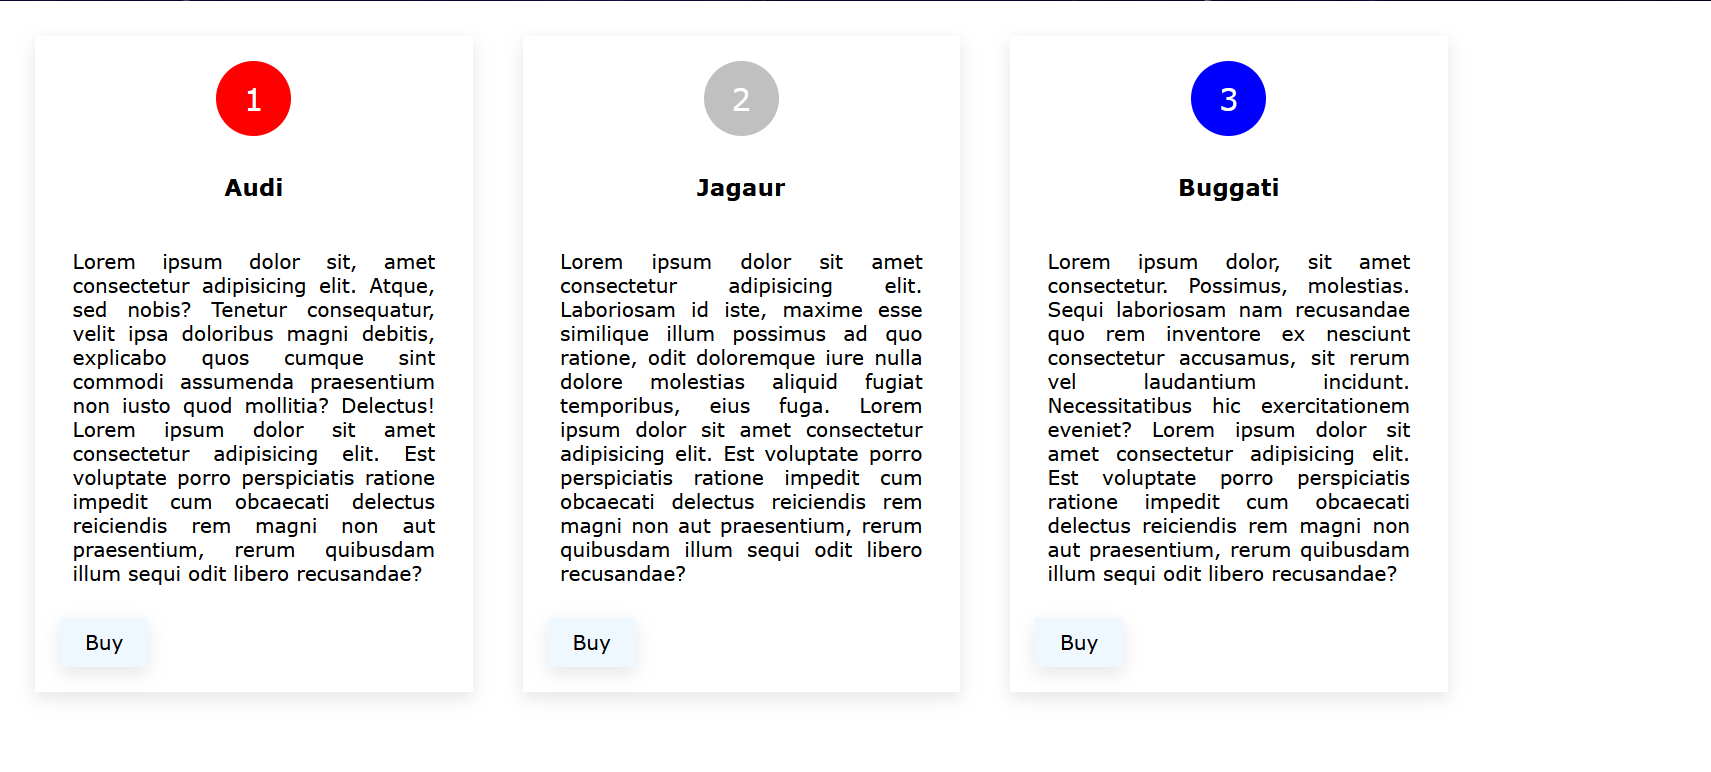 1
Audi
Lorem ipsum dolor sit, amet
consectetur adipisicing elit. Atque,
sed nobis? Tenetur consequatur,
velit ipsa doloribus magni debitis,
explicabo quos cumque sint
commodi assumenda praesentium
non iusto quod mollitia? Delectus!
Lorem ipsum dolor sit amet
consectetur adipisicing elit. Est
voluptate porro perspiciatis ratione
impedit cum obcaecati delectus
reiciendis rem magni non aut
praesentium, rerum quibusdam
illum sequi odit libero recusandae?
Buy
2
Jagaur
Lorem ipsum dolor sit amet
consectetur adipisicing elit.
Laboriosam id iste, maxime esse
similique illum possimus ad quo
ratione, odit doloremque iure nulla
dolore molestias aliquid fugiat
temporibus, eius fuga. Lorem
ipsum dolor sit amet consectetur
adipisicing elit. Est voluptate porro
perspiciatis ratione impedit cum
obcaecati delectus reiciendis rem
magni non aut praesentium, rerum
quibusdam illum sequi odit libero
recusandae?
Buy
3
Buggati
Lorem ipsum dolor, sit amet
consectetur. Possimus, molestias.
Sequi laboriosam nam recusandae
quo rem inventore ex nesciunt
consectetur accusamus, sit rerum
vel laudantium incidunt.
Necessitatibus hic exercitationem
eveniet? Lorem ipsum dolor sit
amet consectetur adipisicing elit.
Est voluptate porro perspiciatis
ratione impedit cum obcaecati
delectus reiciendis rem magni non
aut praesentium, rerum quibusdam
illum sequi odit libero recusandae?
Buy